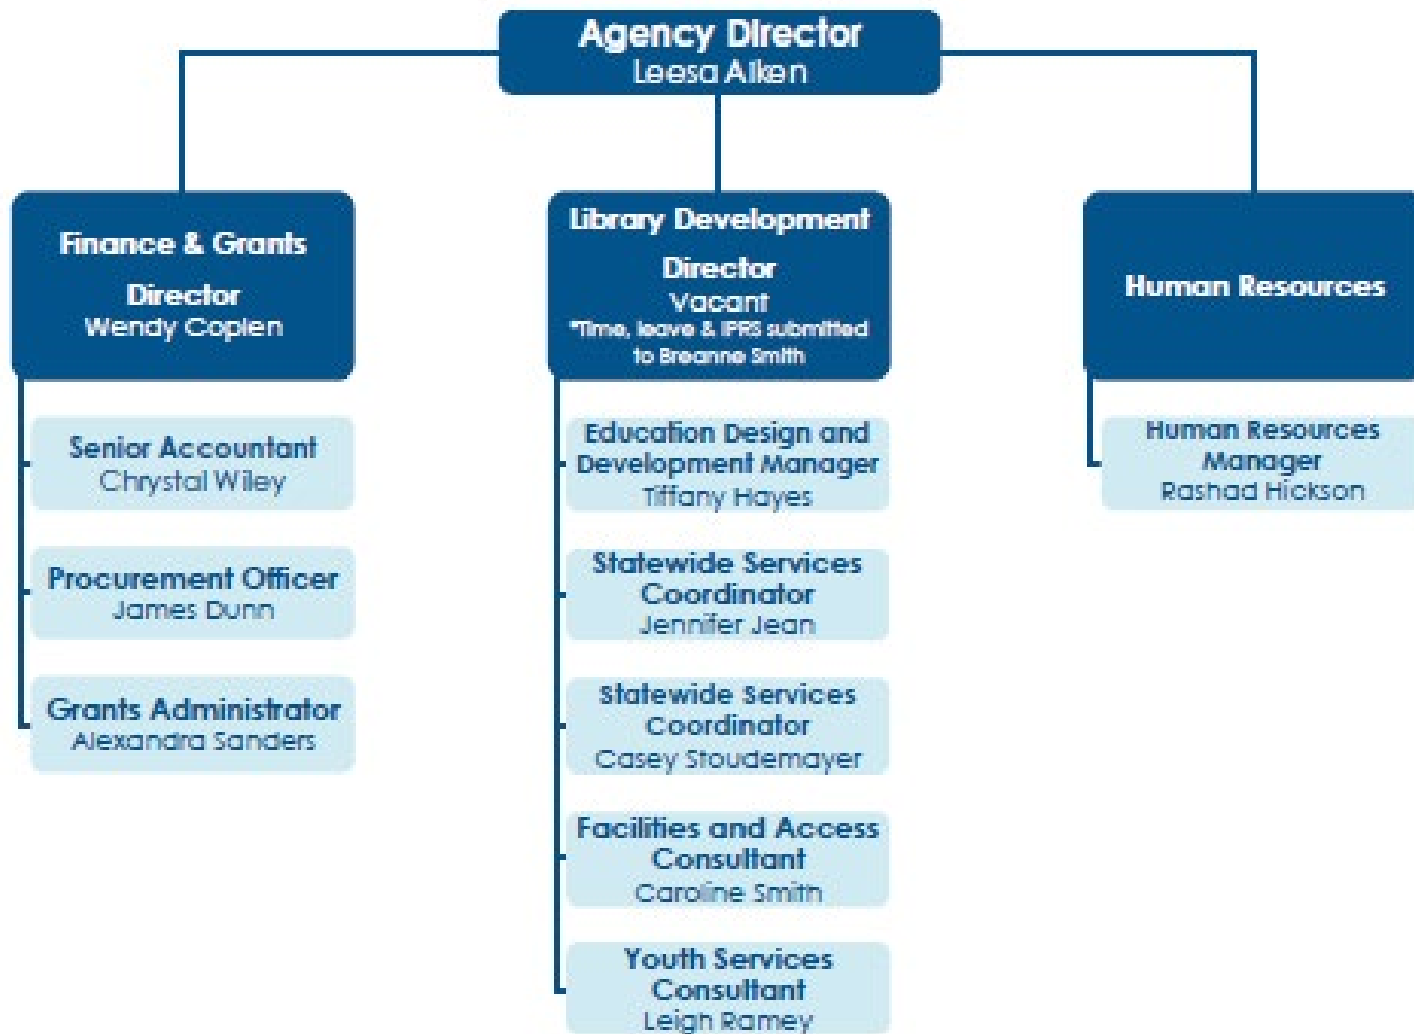 Agency Director
Leesa Aiken
Finance & Grants
Director
Wendy Coplen
Senior Accountant
Chrystal Wiley
Procurement Officer
James Dunn
Grants Administrator
Alexandra Sanders
Library Development
Director
Vacant
*Time, leave & IPRS submitted
to Breanne Smith
Education Design and
Development Manager
Tiffany Hayes
Statewide Services
Coordinator
Jennifer Jean
Statewide Services
Coordinator
Casey Stoudemayer
Facilities and Access
Consultant
Caroline Smith
Youth Services
Consultant
Leigh Ramey
Human Resources
Human Resources
Manager
Rashad Hickson